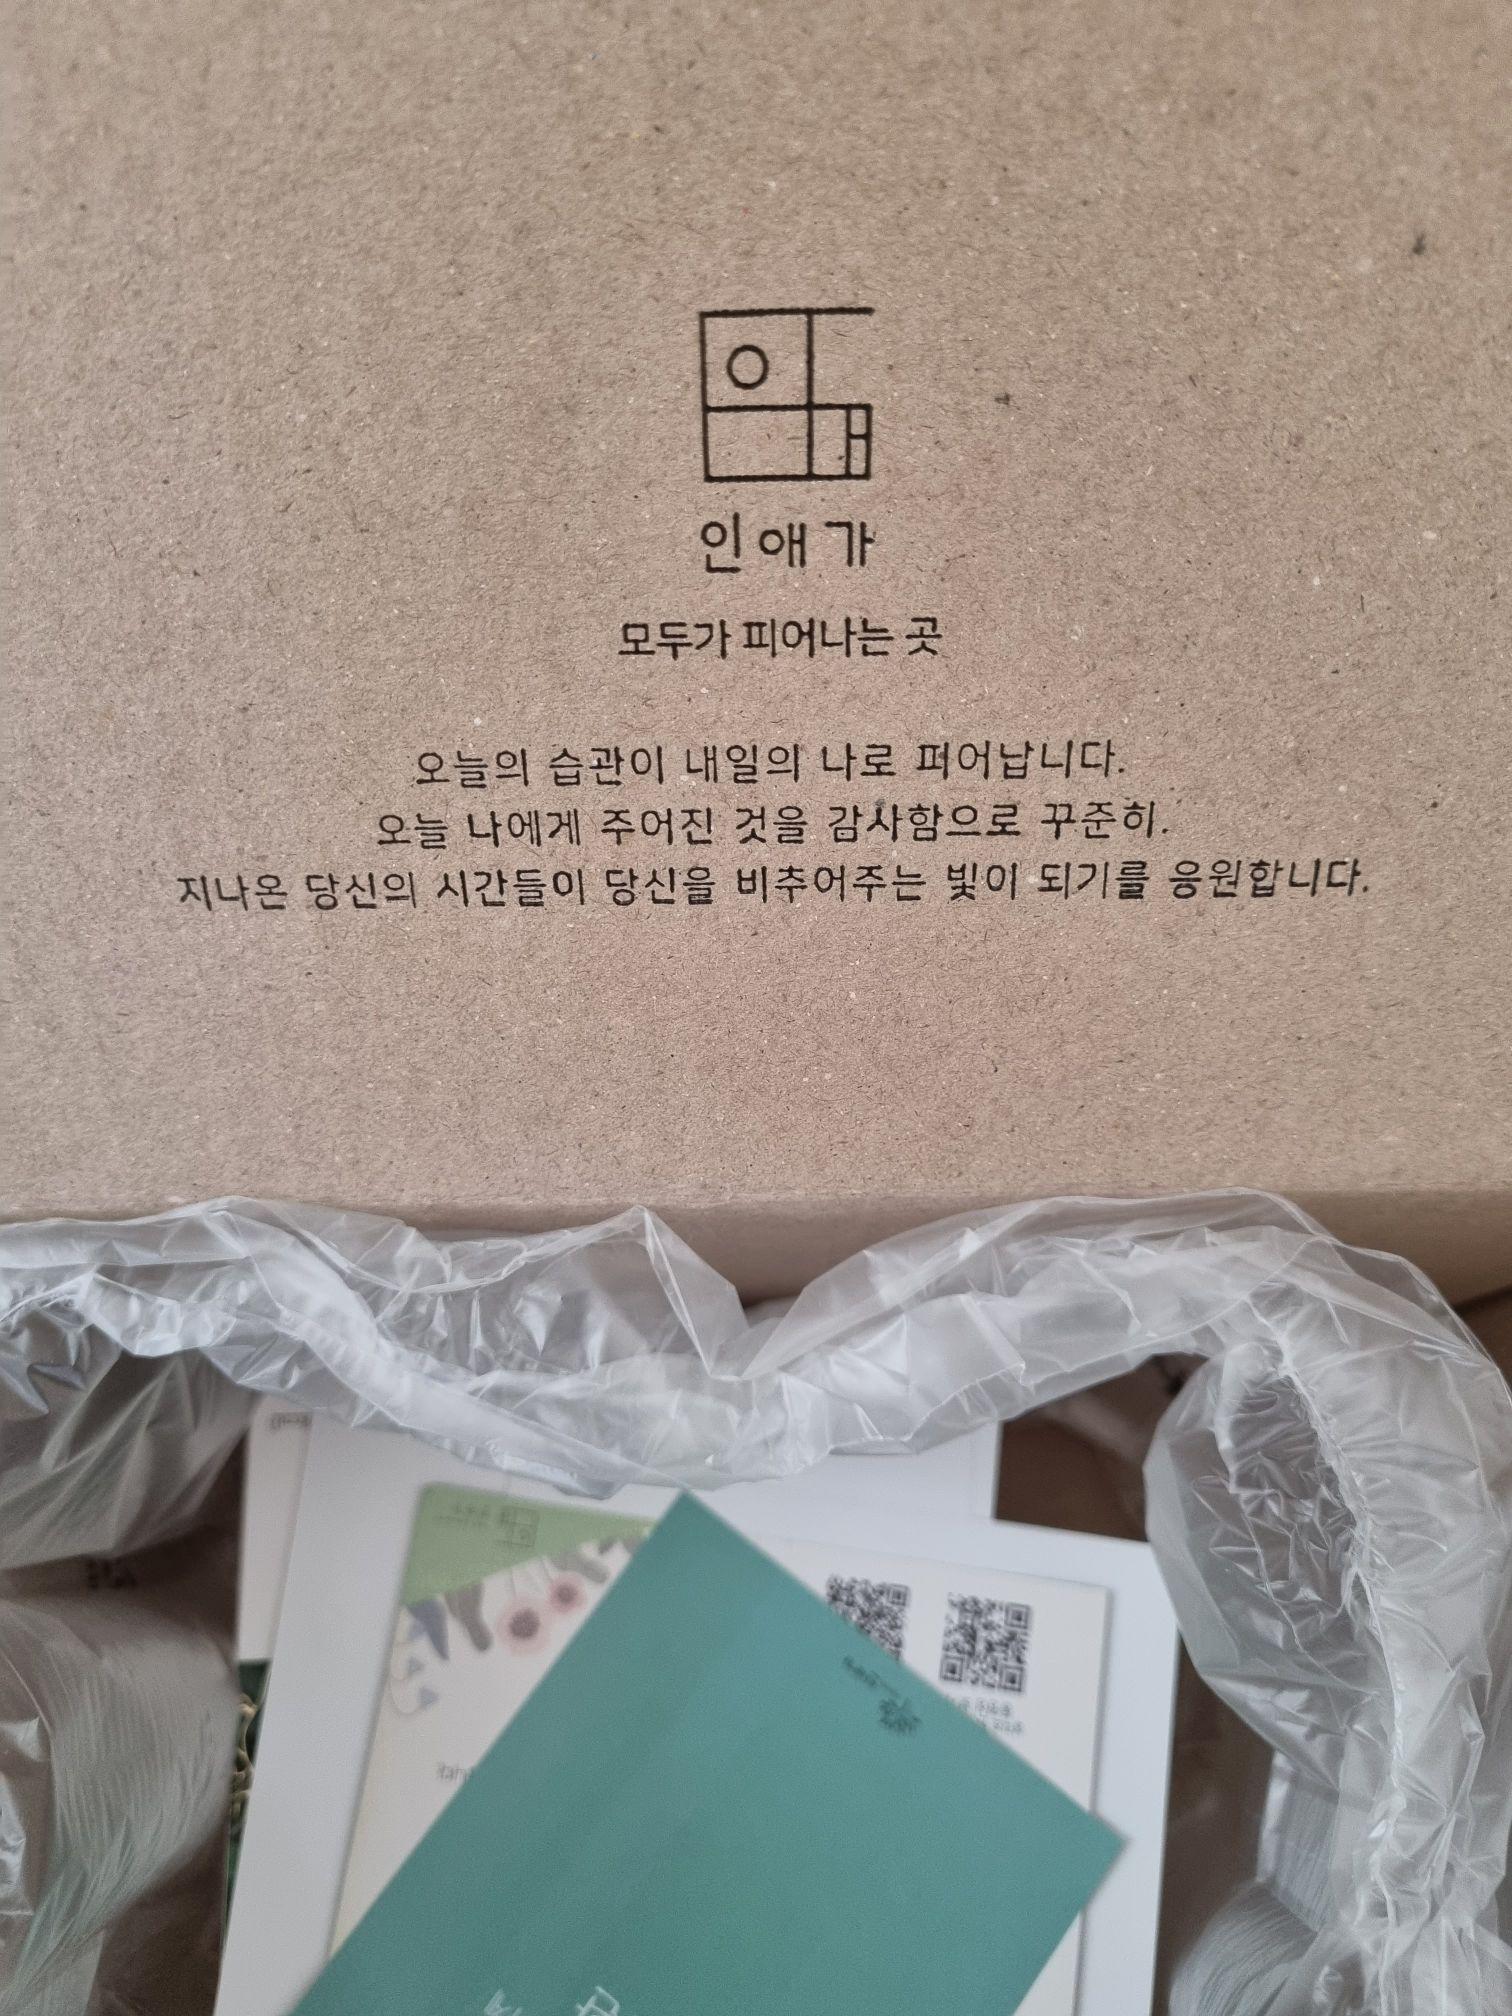 인애가
모두가 피어나는 곳
오늘의 습관이 내일의 나로 펴어납니다.
오늘 나에게 주어진 것을 감사함으로 꾸준히.
지나온 당신의 시간들이 당신을 비추어주는 빛이 되기를 응원합니다.